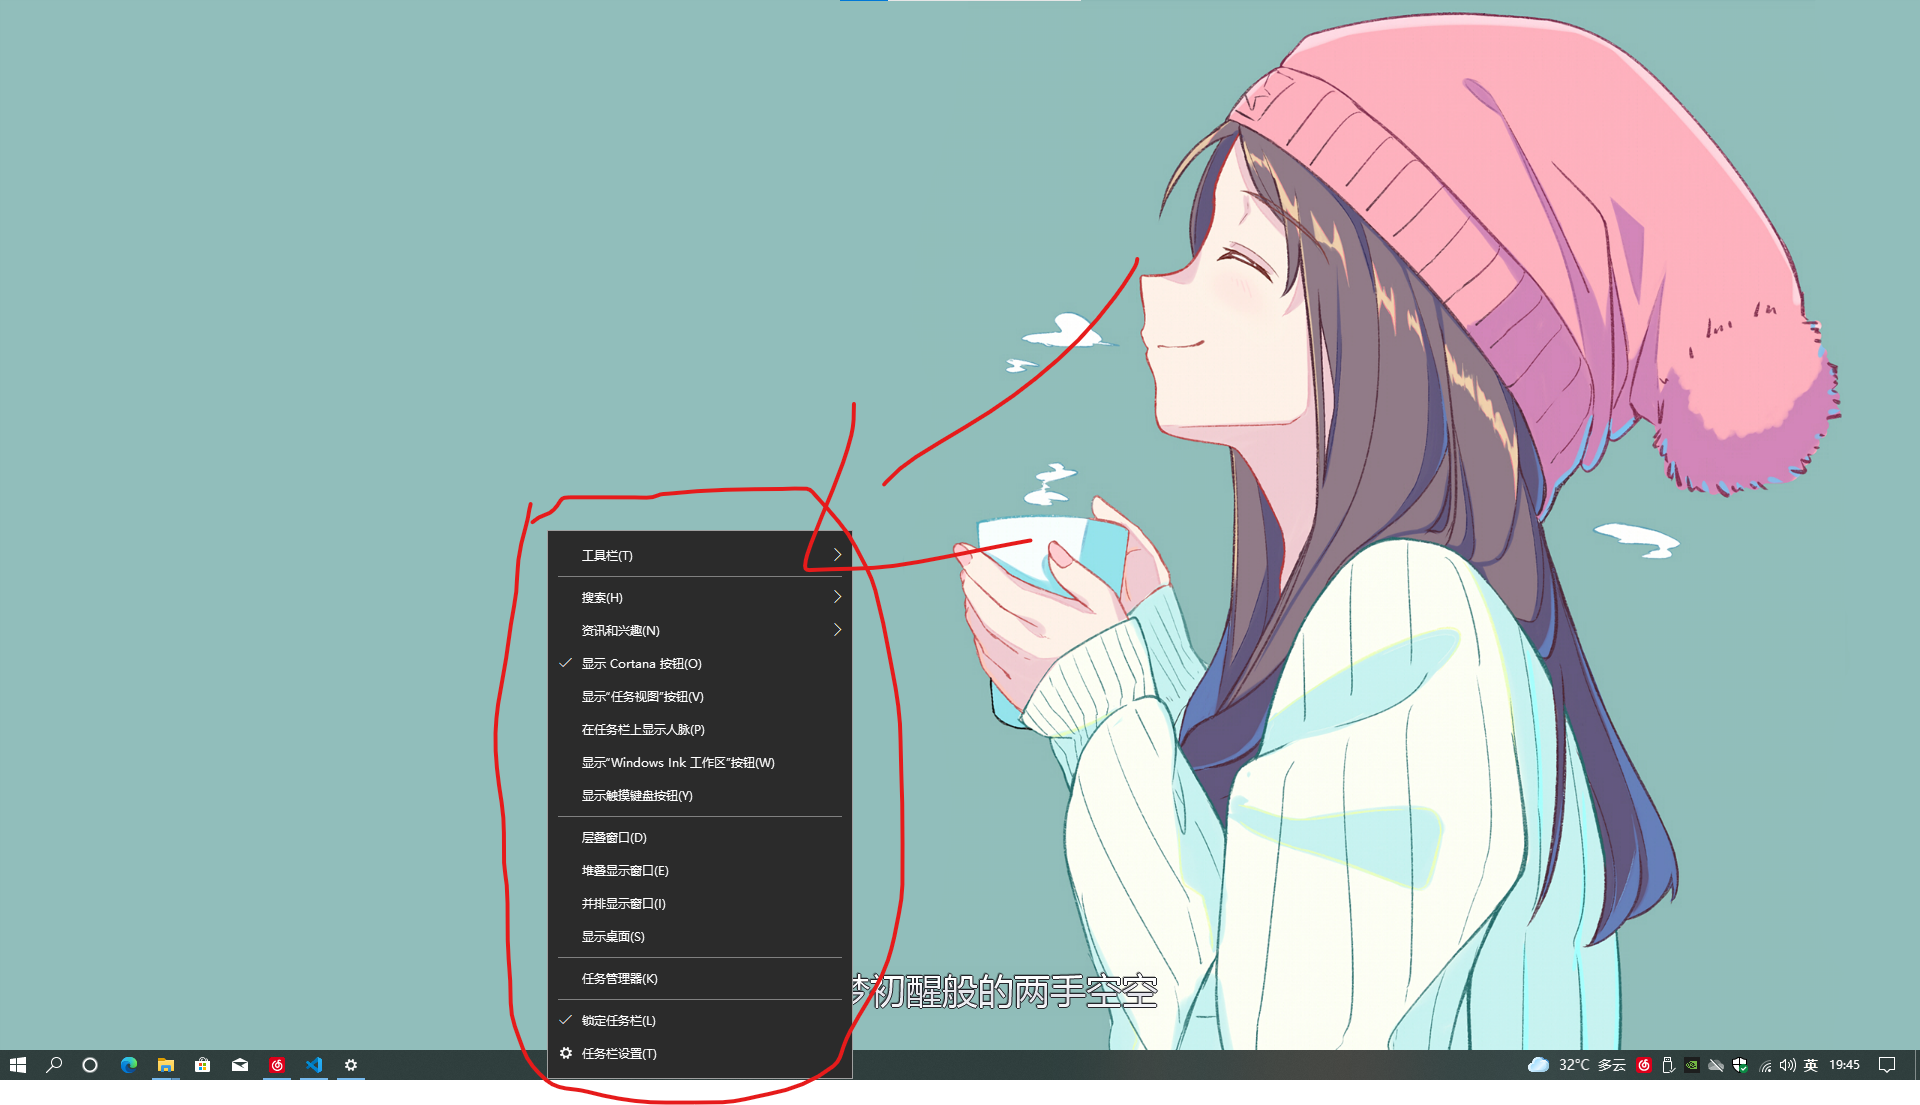 工具栏(T)
搜索(H)
资讯和兴趣(N)
显示 Cortana 按钮(O)
显示“任务视图”按钮(V)
在任务栏上显示人脉(P)
显示“Windows Ink 工作区”按钮(W)
显示触摸键盘按钮(Y)
层叠窗口(D)
堆叠显示窗口(E)
并排显示窗口(I)
显示桌面(S)
任务管理器(K)
梦初醒般的两手空空
锁定任务栏(L)
任务栏设置(T)
32°C 多云 英 19:45